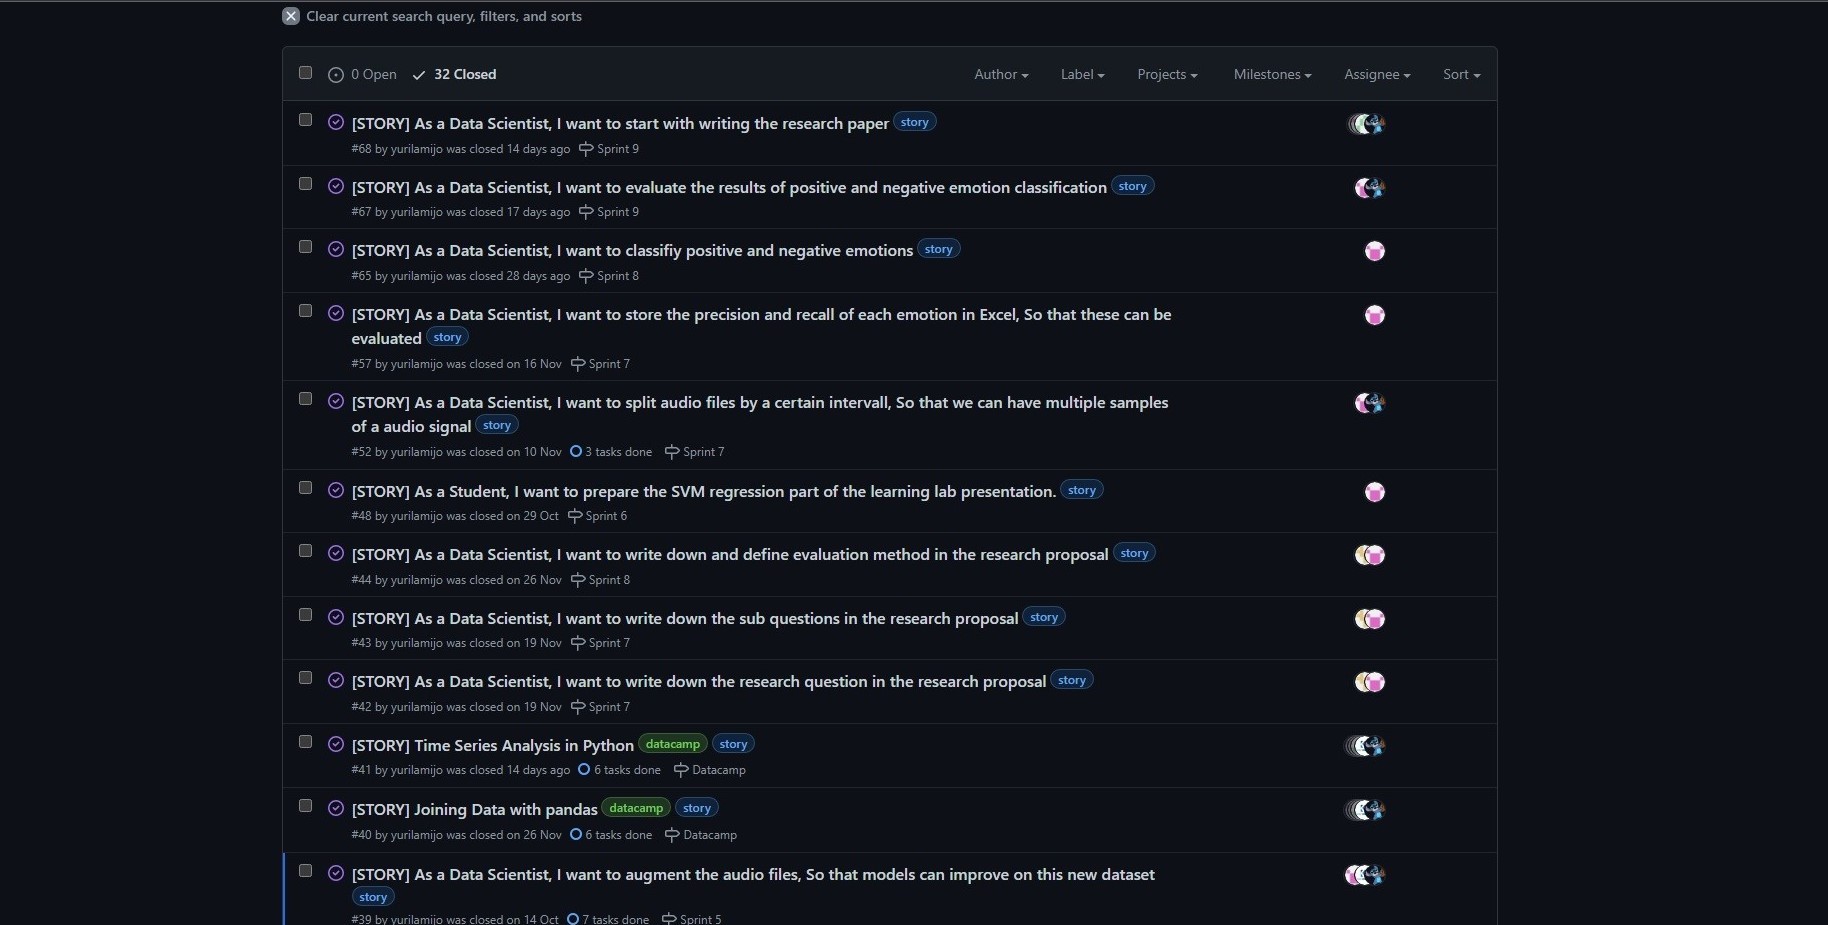 Clear current search query, filters, and sorts
0 Open 32 Closed Author Label Projects Milestones Assignee Sort
[STORY] As a Data Scientist, I want to start with writing the research paper story
#68 by yurilamijo was closed 14 days ago Sprint 9
[STORY] As a Data Scientist, I want to evaluate the results of positive and negative emotion classification story
#67 by yurilamijo was closed 17 days ago Sprint 9
[STORY] As a Data Scientist, I want to classifiy positive and negative emotions story
#65 by yurilamijo was closed 28 days ago Sprint 8
[STORY] As a Data Scientist, I want to store the precision and recall of each emotion in Excel, So that these can be
evaluated story
#57 by yurilamijo was closed on 16 Nov Sprint 7
[STORY] As a Data Scientist, I want to split audio files by a certain intervall, So that we can have multiple samples
of a audio signal story
#52 by yurilamijo was closed on 10 Nov 3 tasks done Sprint 7
[STORY] As a Student, I want to prepare the SVM regression part of the learning lab presentation. story
#48 by yurilamijo was closed on 29 Oct Sprint 6
[STORY] As a Data Scientist, I want to write down and define evaluation method in the research proposal story
#44 by yurilamijo was closed on 26 Nov Sprint 8
[STORY] As a Data Scientist, I want to write down the sub questions in the research proposal story
#43 by yurilamijo was closed on 19 Nov Sprint 7
[STORY] As a Data Scientist, I want to write down the research question in the research proposal story
#42 by yurilamijo was closed on 19 Nov Sprint 7
[STORY] Time Series Analysis in Python datacamp story
#41 by yurilamijo was closed 14 days ago 6 tasks done Datacamp
[STORY] Joining Data with pandas datacamp story
#40 by yurilamijo was closed on 26 Nov 6 tasks done Datacamp
[STORY] As a Data Scientist, I want to augment the audio files, So that models can improve on this new dataset
story
#39 by yurilamijo was closed on 14 Oct 7 tasks done Sprint 5